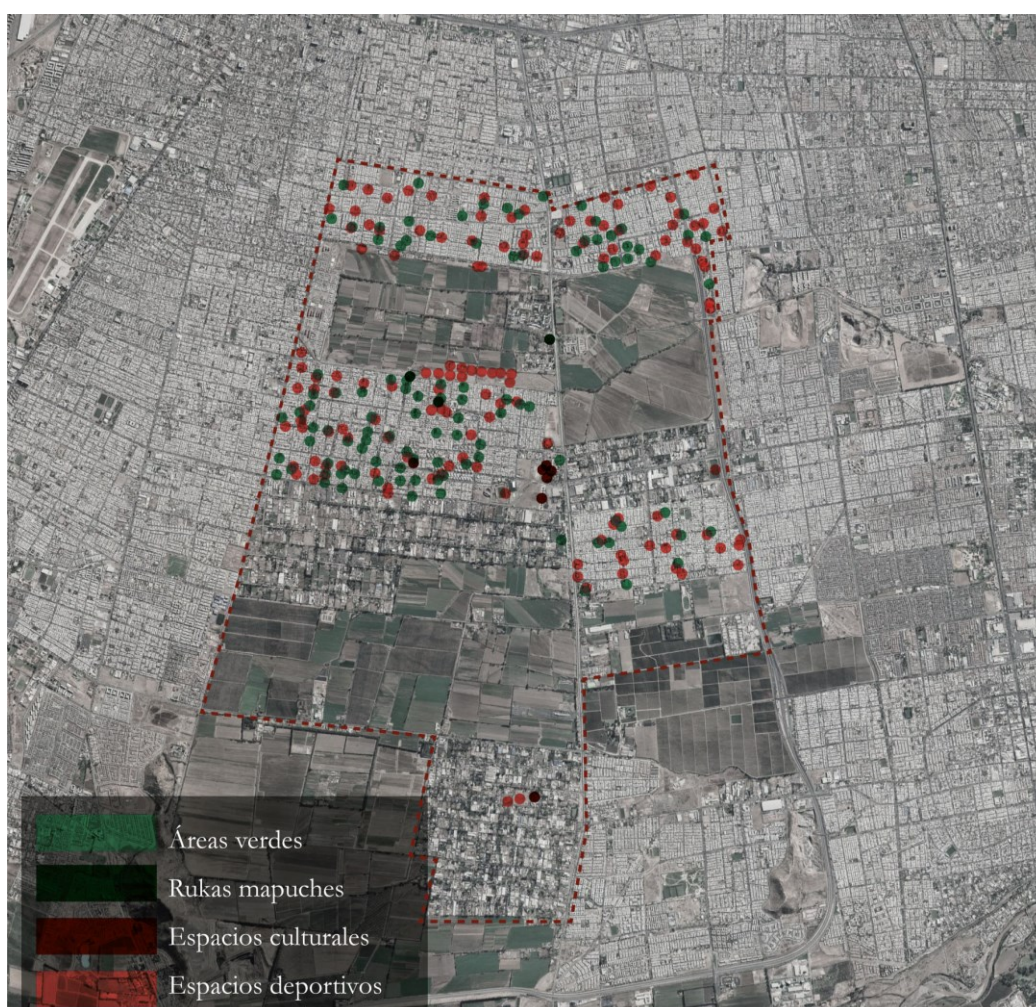 Áreas verdes
Rukas mapuches
Espacios culturales
Espacios deportivos